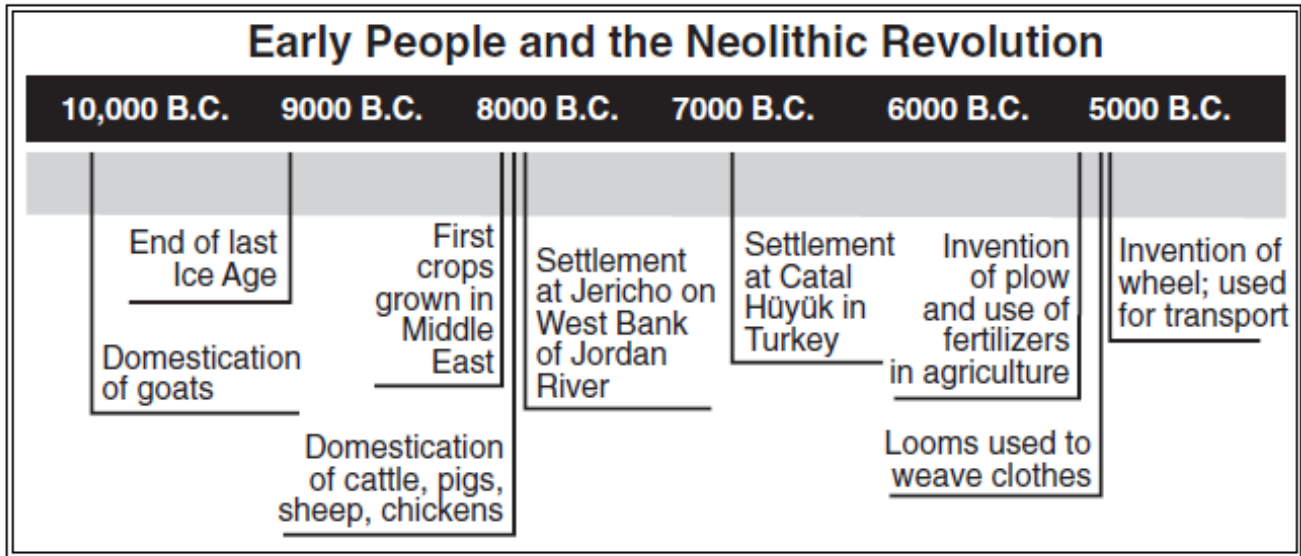 Early People and the Neolithic Revolution
10,000 B.C. 9000 B.C. 8000 B.C. 7000 B.C. 6000 B.C. 5000 B.C.
End of last
Ice Age
Domestication
of goats
First
crops
grown in
Middle
East
Domestication
of cattle, pigs,
sheep, chickens
Settlement
at Jericho on
West Bank
of Jordan
River
Settlement
at Catal
Hüyük in
Turkey
Invention
of plow
and use of
fertilizers
in agriculture
Looms used to
weave clothes
Invention of
wheel; used
for transport